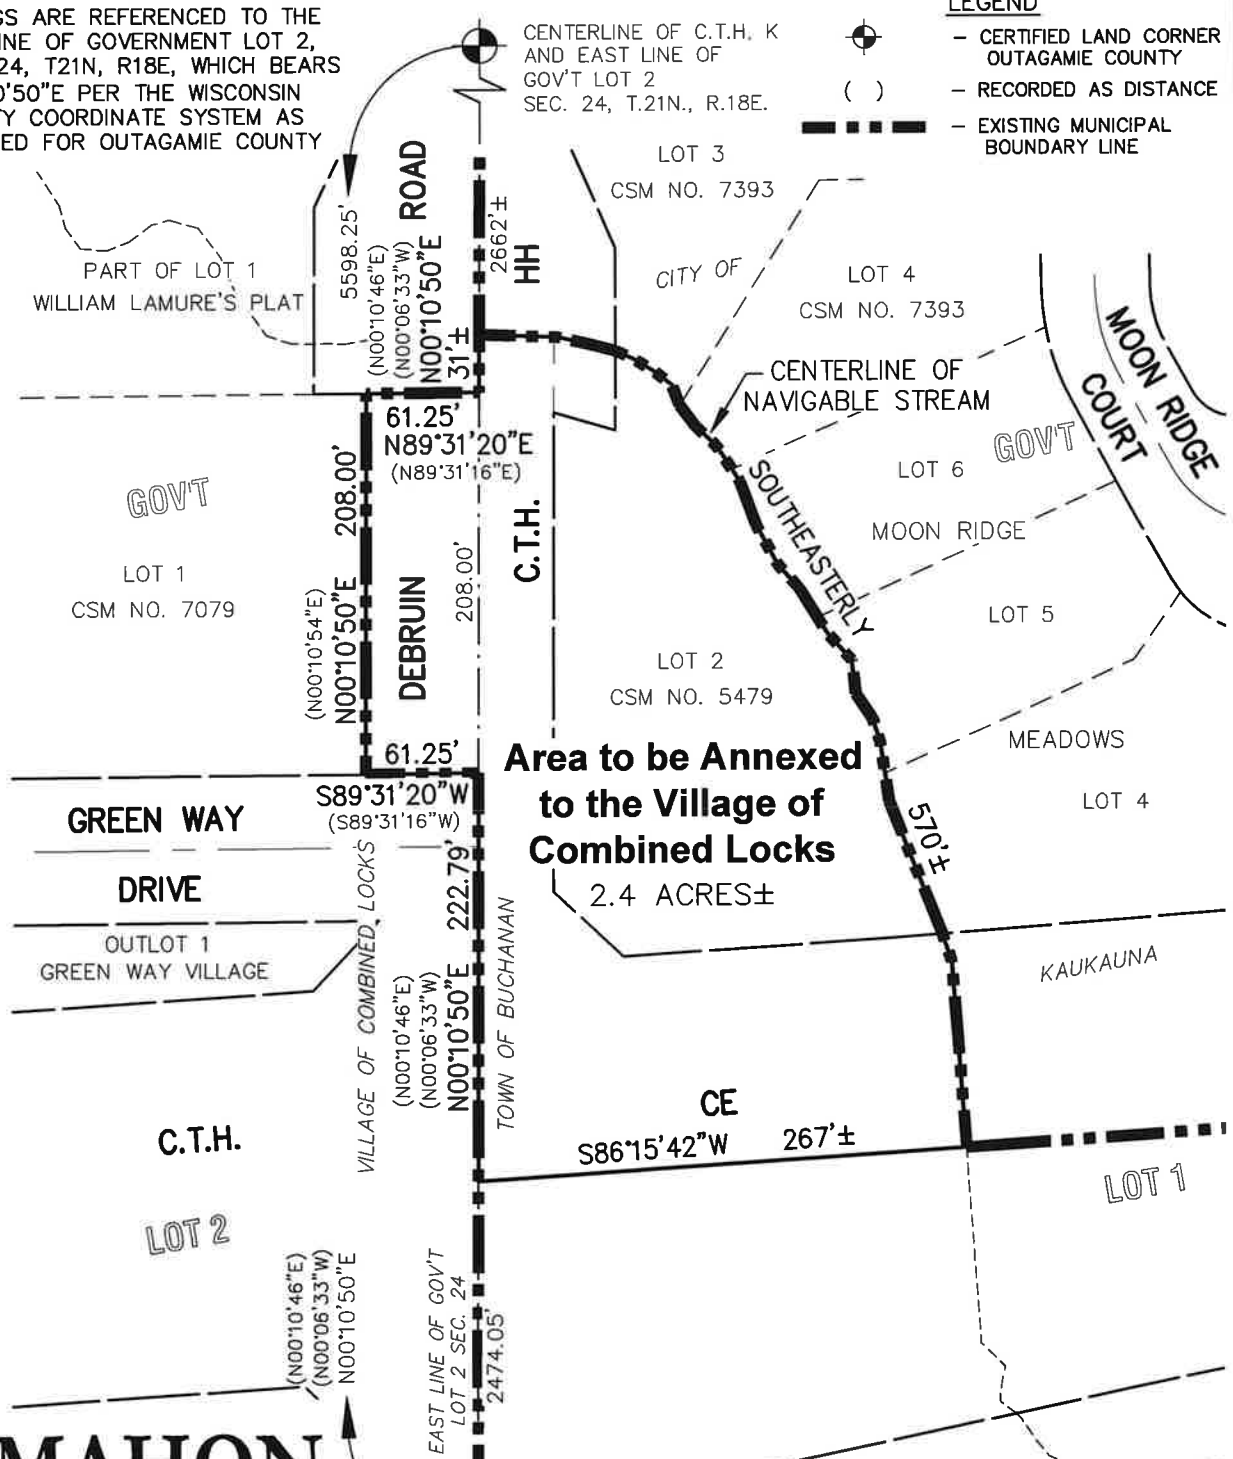 GS ARE REFERENCED TO THE
INE OF GOVERNMENT LOT 2,
24, T21N, R18E, WHICH BEARS
0'50"E PER THE WISCONSIN
TY COORDINATE SYSTEM AS
ED FOR OUTAGAMIE COUNTY
CENTERLINE OF C.T.H. K
AND EAST LINE OF
GOV'T LOT 2
SEC. 24, T.21N., R.18E.
LEGEND
– CERTIFIED LAND CORNER
OUTAGAMIE COUNTY
( ) – RECORDED AS DISTANCE
– EXISTING MUNICIPAL
BOUNDARY LINE
LOT 3
CSM NO. 7393
CITY OF
LOT 4
CSM NO. 7393
PART OF LOT 1
WILLIAM LAMURE'S PLAT
5598.25'
(N00°10'46"E)
(N00°06'33"W)
N00°10'50"E
ROAD
31'±
2662'±
HH
61.25'
N89°31'20"E
(N89°31'16"E)
CENTERLINE OF
NAVIGABLE STREAM
MOON RIDGE
COURT
GOV'T
LOT 6
MOON RIDGE
LOT 5
MEADOWS
LOT 4
SOUTHEASTERLY
570'±
GOV'T
LOT 1
CSM NO. 7079
208.00'
(N00°10'54"E)
N00°10'50"E
DEBRUIN
208.00'
C.T.H.
LOT 2
CSM NO. 5479
Area to be Annexed
to the Village of
Combined Locks
2.4 ACRES±
61.25'
S89°31'20"W
(S89°31'16"W)
GREEN WAY
DRIVE
OUTLOT 1
GREEN WAY VILLAGE
VILLAGE OF COMBINED LOCKS
222.79'
(N00°10'46"E)
(N00°06'33"W)
N00°10'50"E
TOWN OF BUCHANAN
KAUKAUNA
C.T.H.
CE
S86°15'42"W 267'±
LOT 1
LOT 2
(N00°10'46"E)
(N00°06'33"W)
N00°10'50"E
EAST LINE OF GOV'T
LOT 2 SEC. 24
2474.05'
MAHON